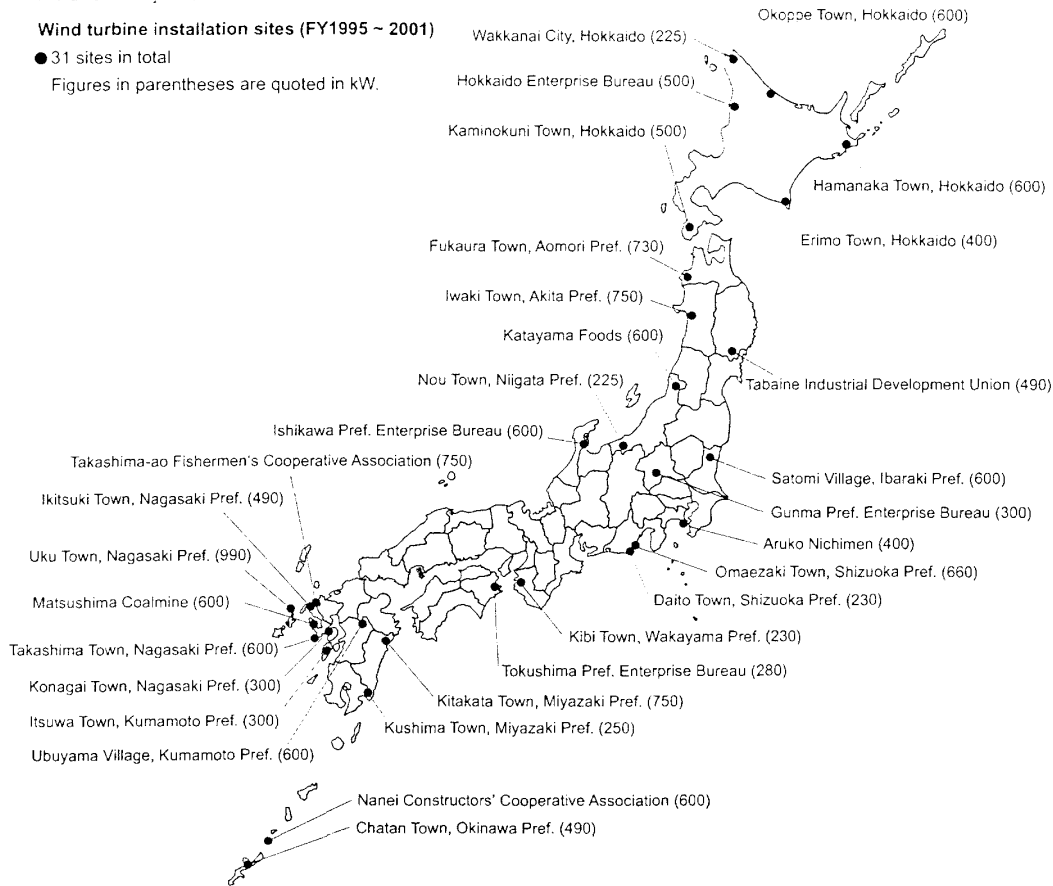 Wind turbine installation sites (FY1995 ~ 2001)
● 31 sites in total
Figures in parentheses are quoted in kW.
Okoppe Town, Hokkaido (600)
Wakkanai City, Hokkaido (225)
Hokkaido Enterprise Bureau (500)
Kaminokuni Town, Hokkaido (500)
Hamanaka Town, Hokkaido (600)
Erimo Town, Hokkaido (400)
Fukaura Town, Aomori Pref. (730)
Iwaki Town, Akita Pref. (750)
Katayama Foods (600)
Nou Town, Niigata Pref. (225)
Tabaine Industrial Development Union (490)
Ishikawa Pref. Enterprise Bureau (600)
Takashima-ao Fishermen's Cooperative Association (750)
Ikitsuki Town, Nagasaki Pref. (490)
Uku Town, Nagasaki Pref. (990)
Matsushima Coalmine (600)
Takashima Town, Nagasaki Pref. (600)
Konagai Town, Nagasaki Pref. (300)
Itsuwa Town, Kumamoto Pref. (300)
Ubuyama Village, Kumamoto Pref. (600)
Satomi Village, Ibaraki Pref. (600)
Gunma Pref. Enterprise Bureau (300)
Aruko Nichimen (400)
Omaezaki Town, Shizuoka Pref. (660)
Daito Town, Shizuoka Pref. (230)
Kibi Town, Wakayama Pref. (230)
Tokushima Pref. Enterprise Bureau (280)
Kitakata Town, Miyazaki Pref. (750)
Kushima Town, Miyazaki Pref. (250)
Nanei Constructors' Cooperative Association (600)
Chatan Town, Okinawa Pref. (490)